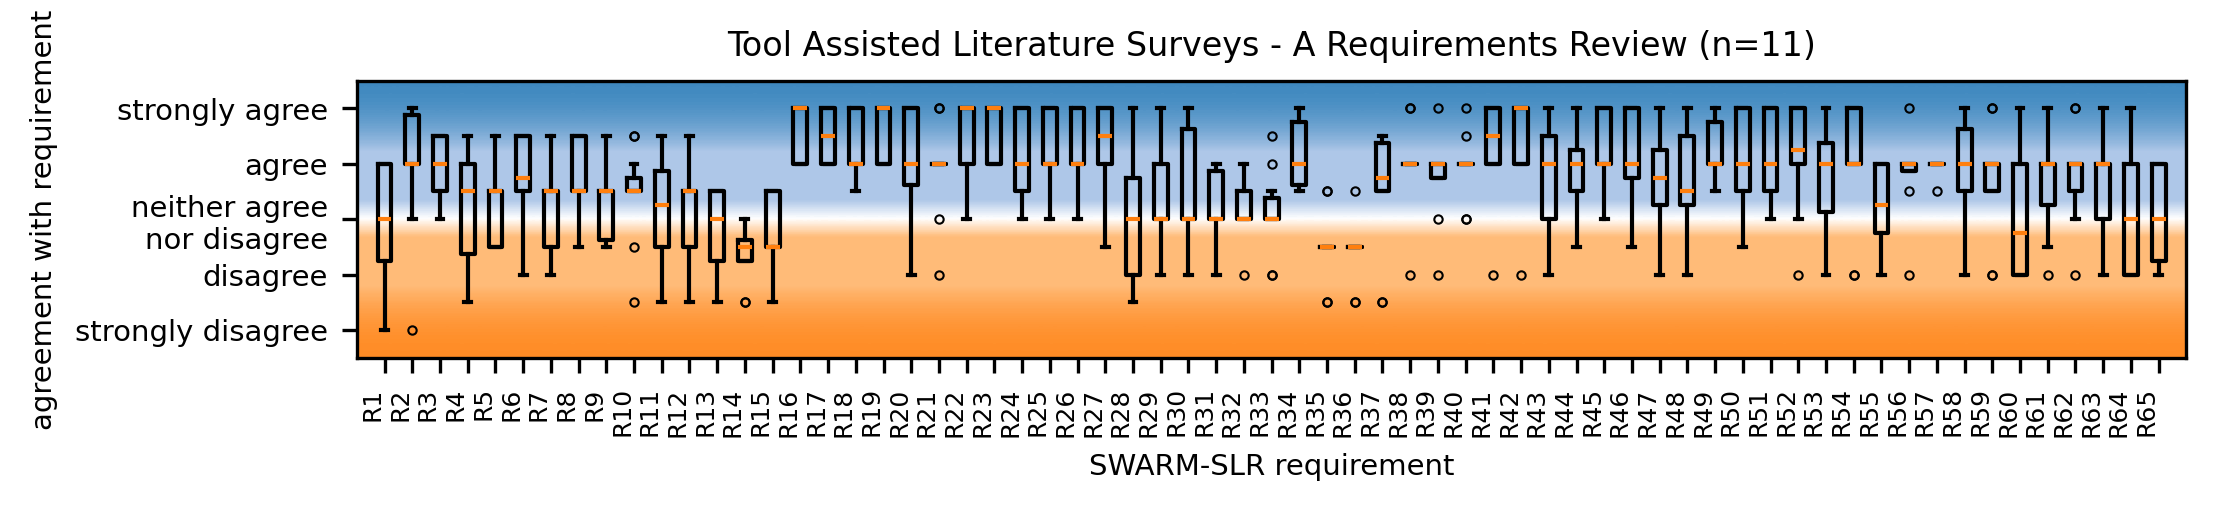 Tool Assisted Literature Surveys - A Requirements Review (n=11)
agreement with requirement
strongly agree
agree
neither agree
nor disagree
disagree
strongly disagree
R1 R2 R3 R4 R5 R6 R7 R8 R9 R10 R11 R12 R13 R14 R15 R16 R17 R18 R19 R20 R21 R22 R23 R24 R25 R26 R27 R28 R29 R30 R31 R32 R33 R34 R35 R36 R37 R38 R39 R40 R41 R42 R43 R44 R45 R46 R47 R48 R49 R50 R51 R52 R53 R54 R55 R56 R57 R58 R59 R60 R61 R62 R63 R64 R65
SWARM-SLR requirement